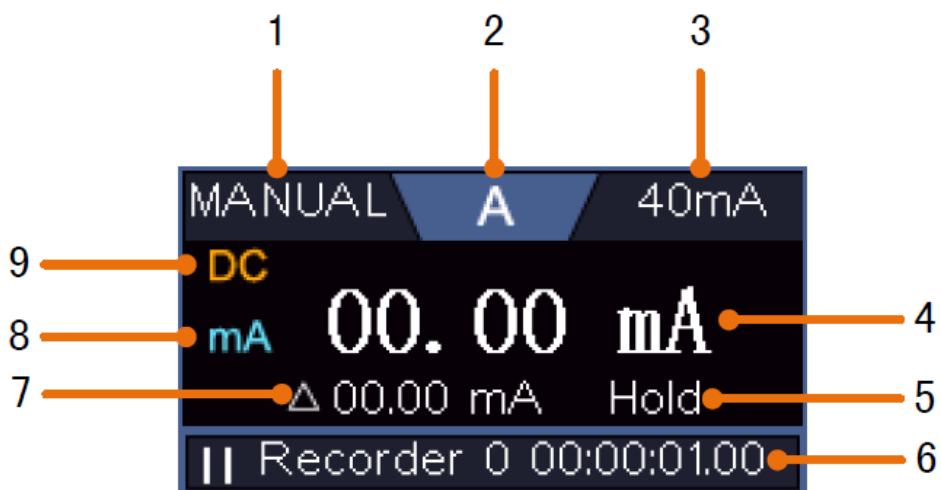 1 2 3
MANUAL A 40mA
9 DC
8 mA 00.00 mA 4
7 △ 00.00 mA Hold 5
|| Recorder 0 00:00:01.00 6